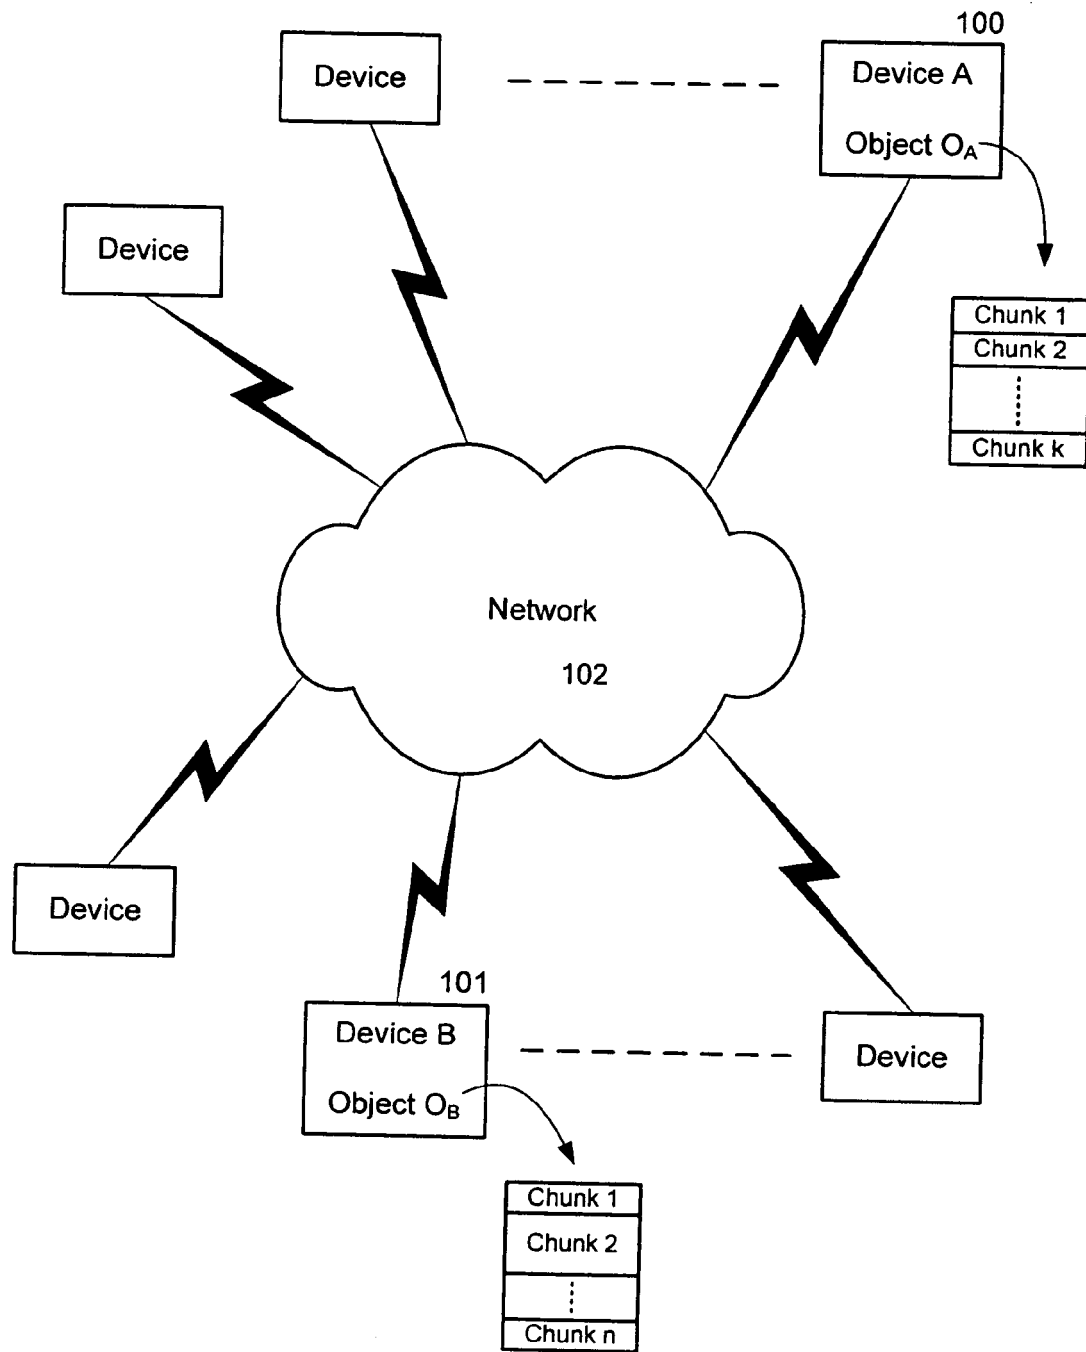 100
Device
Device A
Object OA
Device
Chunk 1
Chunk 2
Chunk k
Network
102
Device
101
Device B
Object OB
Device
Chunk 1
Chunk 2
Chunk n